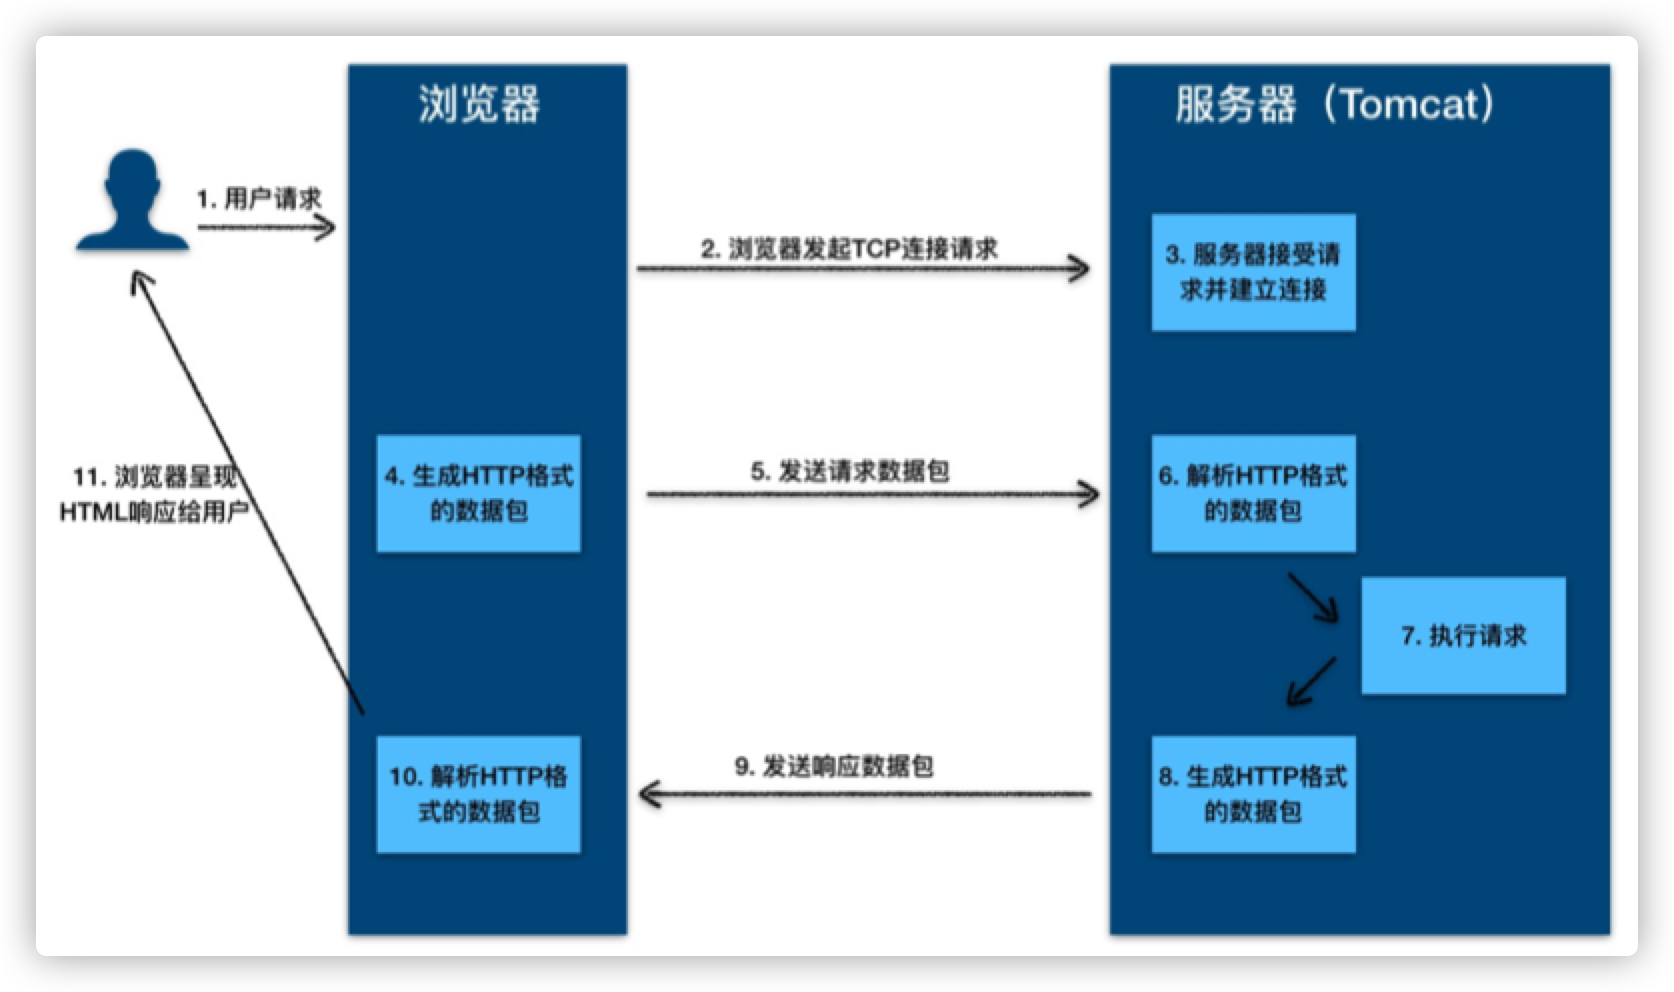 浏览器
服务器（Tomcat）
1. 用户请求
2. 浏览器发起TCP连接请求
3. 服务器接受请
求并建立连接
4. 生成HTTP格式
的数据包
5. 发送请求数据包
6. 解析HTTP格式
的数据包
7. 执行请求
8. 生成HTTP格式
的数据包
9. 发送响应数据包
10. 解析HTTP格
式的数据包
11. 浏览器呈现
HTML响应给用户